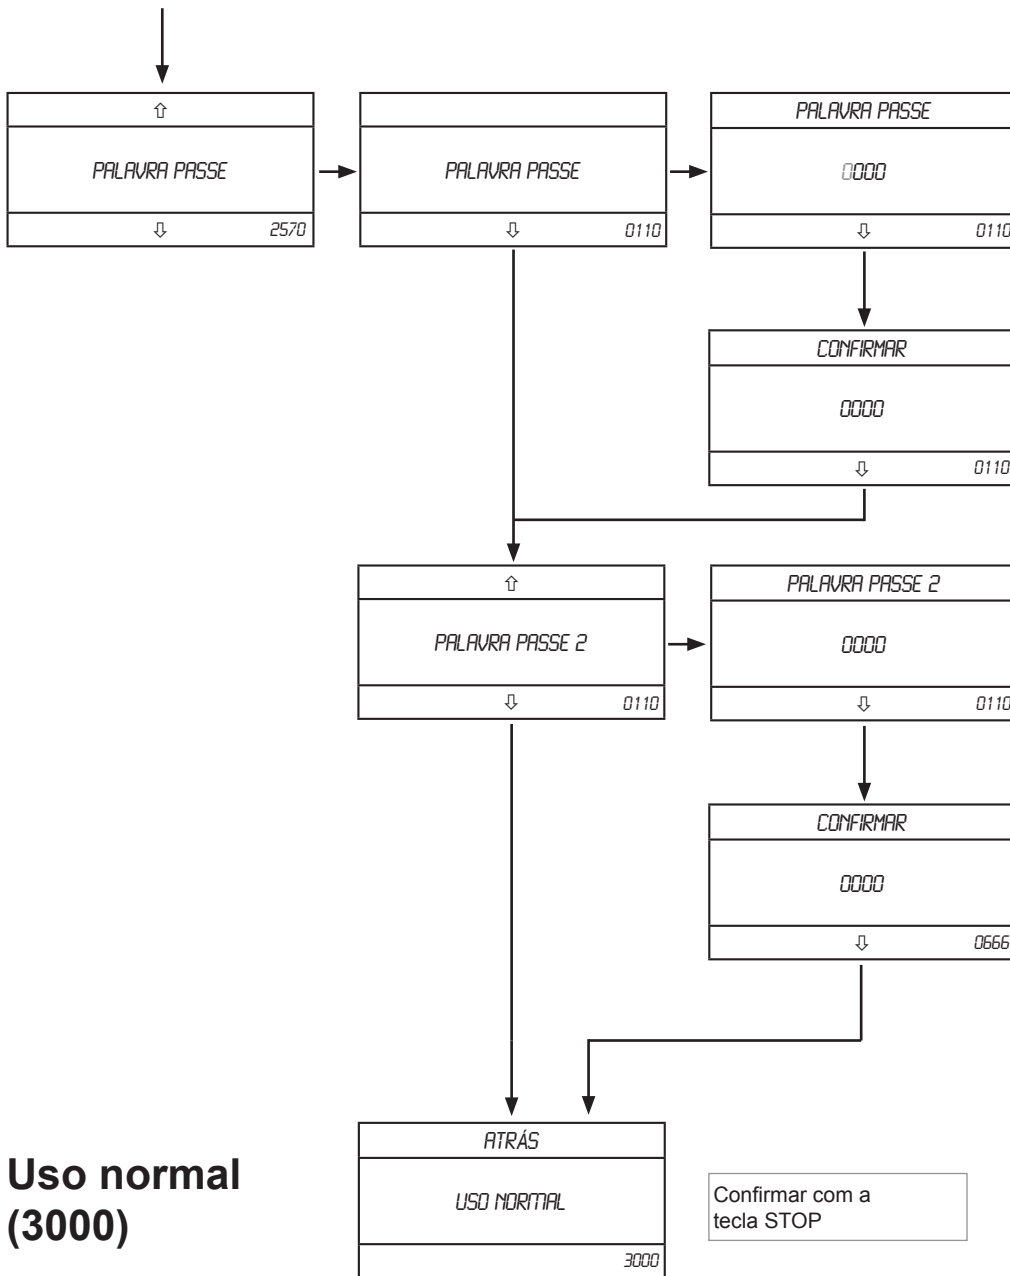 ⇧
PALAVRA PASSE
⇩ 2570
PALAVRA PASSE
⇩ 0110
PALAVRA PASSE
0000
⇩ 0110
CONFIRMAR
0000
⇩ 0110
⇧
PALAVRA PASSE 2
⇩ 0110
PALAVRA PASSE 2
0000
⇩ 0110
CONFIRMAR
0000
⇩ 0666
ATRÁS
USO NORMAL
3000
Uso normal
(3000)
Confirmar com a
tecla STOP